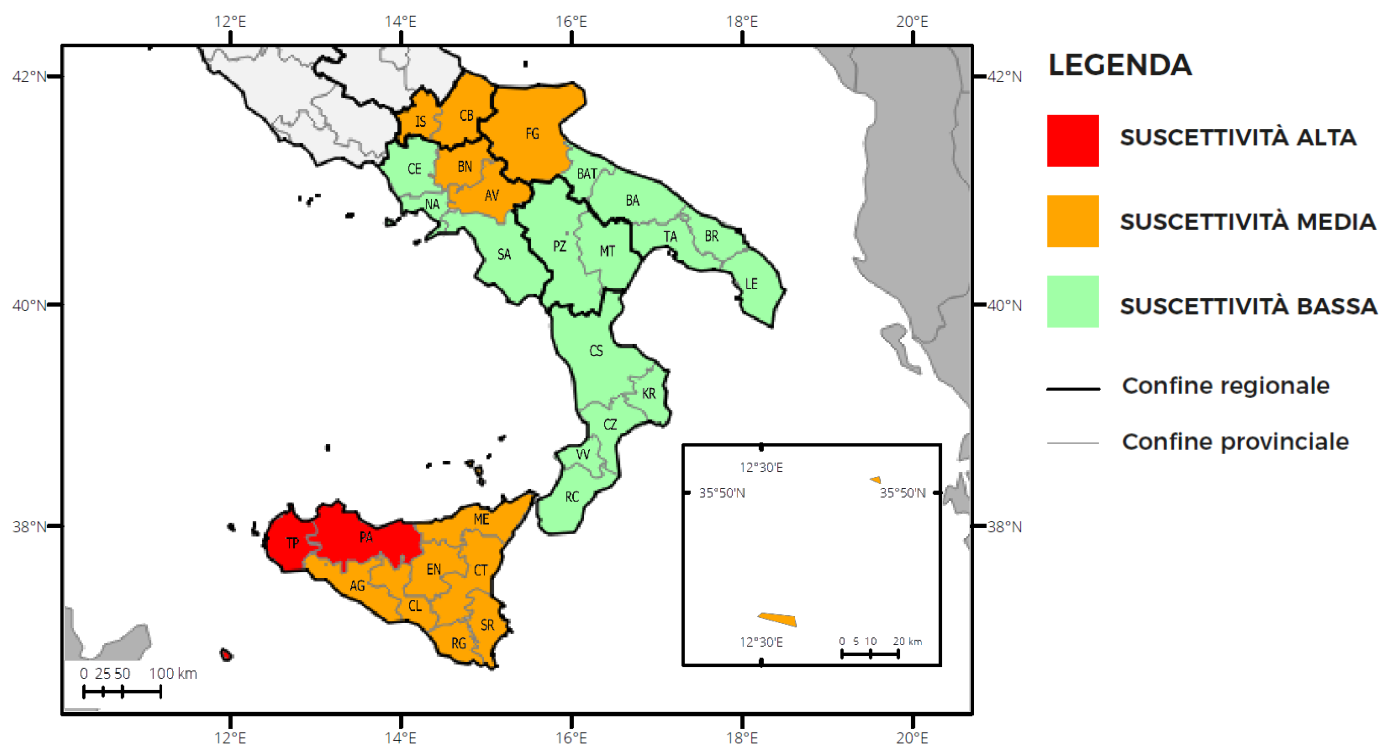 12°E 14°E 16°E 18°E 20°E
42°N 42°N
40°N 40°N
38°N 38°N
IS CB FG
CE BN BAT
NA AV BA
SA PZ MT TA BR
LE
CS
KR
CZ
VV
RC
ME
TP PA
EN CT
AG
CL
SR
RG
0 25 50 100 km
12°30'E
35°50'N 35°50'N
12°30'E
0 5 10 20 km
12°E 14°E 16°E 18°E 20°E
LEGENDA
SUSCETTIVITÀ ALTA
SUSCETTIVITÀ MEDIA
SUSCETTIVITÀ BASSA
Confine regionale
Confine provinciale